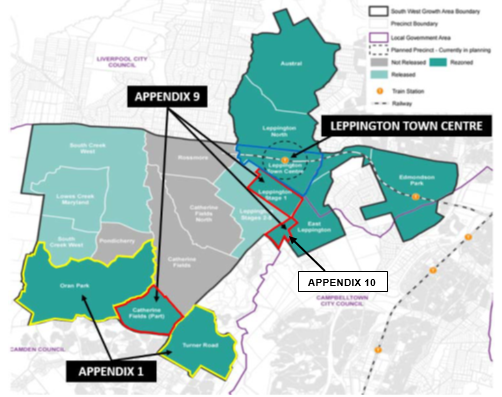 South West Growth Area Boundary
Precinct Boundary
Local Government Area
Planned Precinct - Currently in planning
Not Released
Rezoned
Released
Train Station
Railway
LIVERPOOL CITY
COUNCIL
Austral
APPENDIX 9
Leppington
North
LEPPINGTON TOWN CENTRE
South Creek
West
Rossmore
Leppington
Town Centre
Edmondson
Park
Leppington
Stage 1
Lowes Creek
Maryland
Catherine
Fields
North
Leppington
East
Leppington
South
Creek West
Pondicherry
Catherine
Fields
APPENDIX 10
Oran Park
CAMPBELLTOWN
CITY COUNCIL
Catherine
Fields (Part)
Turner Road
CAMDEN COUNCIL
APPENDIX 1